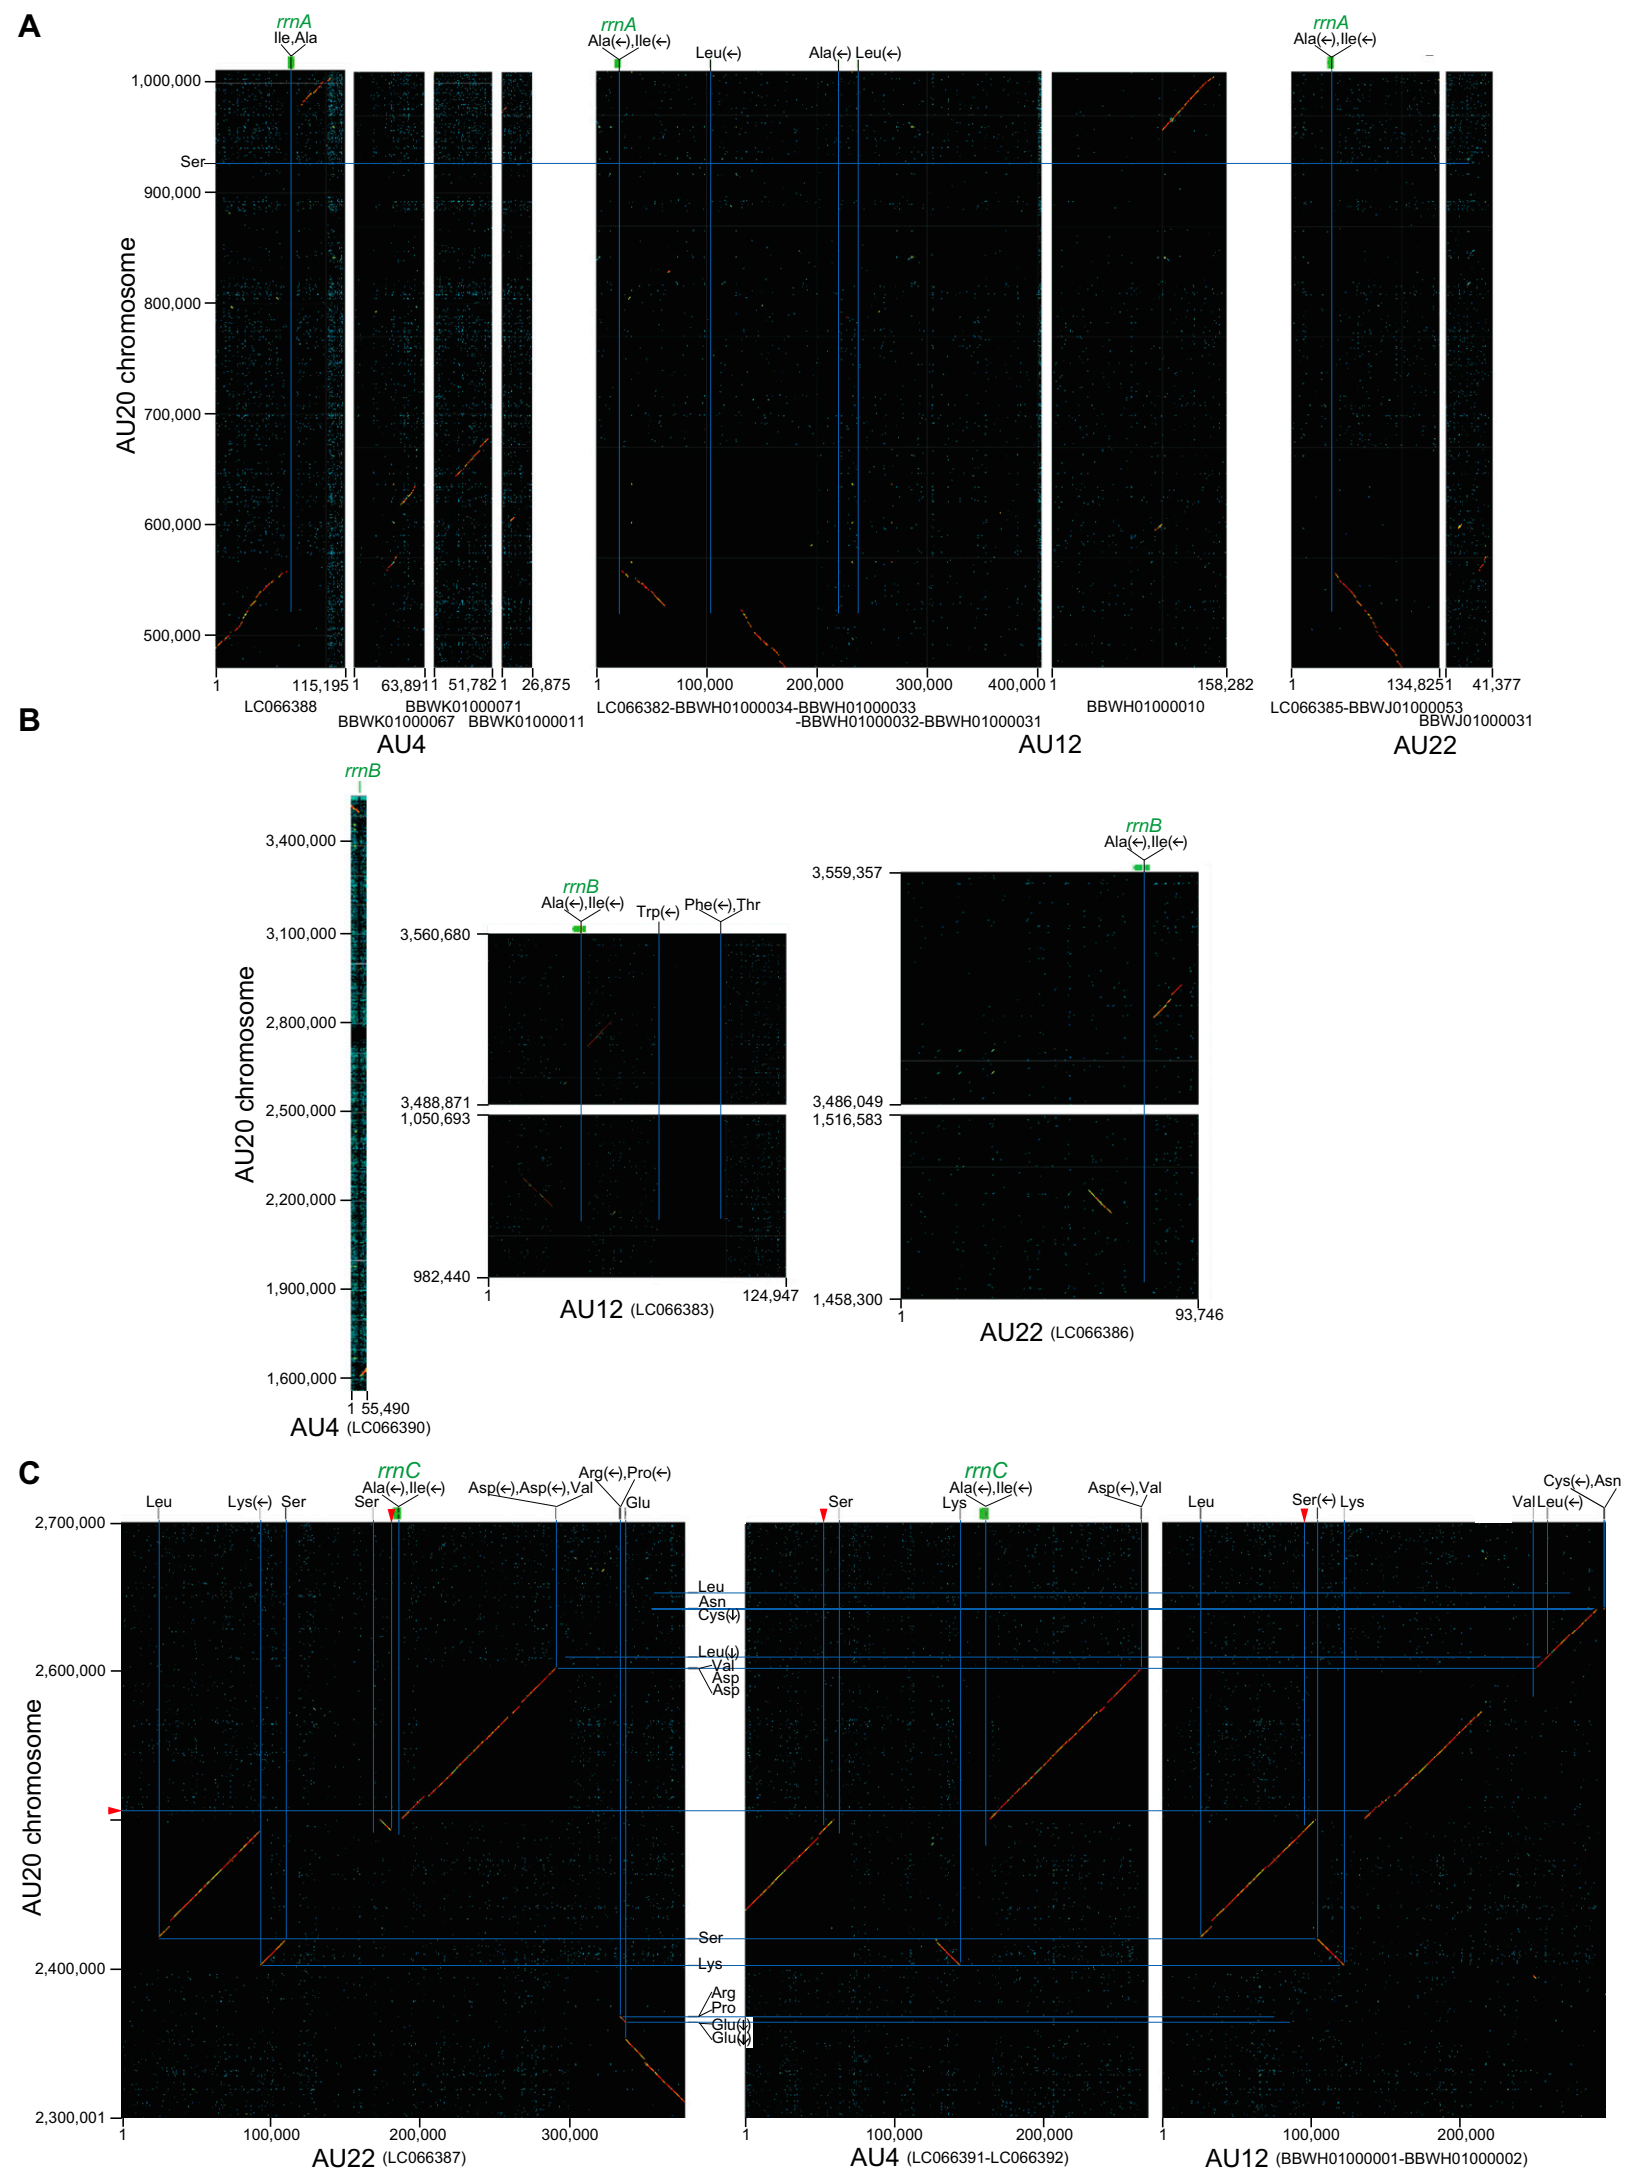 A
rrnA
Ile,Ala
rrnA
Ala(←),Ile(←)
Leu(←)
Ala(←) Leu(←)
rrnA
Ala(←),Ile(←)
1,000,000
Ser
900,000
800,000
700,000
600,000
500,000
AU20 chromosome
1 115,195 1 63,891 1 51,782 1 26,875
1 100,000 200,000 300,000 400,000 1 158,282
1 134,825 1 41,377
LC066388
BBWK01000067
BBWK01000071
BBWK01000011
LC066382-BBWH01000034-BBWH01000033
-BBWH01000032-BBWH01000031
BBWH01000010
LC066385-BBWJ01000053
BBWJ01000031
AU4
AU12
AU22
B
rrnB
3,400,000
3,100,000
2,800,000
2,500,000
2,200,000
1,900,000
1,600,000
AU20 chromosome
1 55,490
AU4 (LC066390)
rrnB
Ala(←),Ile(←)
Trp(←)
Phe(←),Thr
3,560,680
3,488,871
1,050,693
982,440
1 124,947
AU12 (LC066383)
rrnB
Ala(←),Ile(←)
3,559,357
3,486,049
1,516,583
1,458,300
1 93,746
AU22 (LC066386)
C
Leu
Lys(←)
Ser
Ser
rrnC
Ala(←),Ile(←)
Asp(←),Asp(←),Val
Arg(←),Pro(←)
Glu
Ser
Lys
rrnC
Ala(←),Ile(←)
Asp(←),Val
Leu
Ser(←) Lys
Val Leu(←)
Cys(←),Asn
2,700,000
2,600,000
2,400,000
2,300,001
AU20 chromosome
Leu
Asn
Cys(↓)
Leu(↓)
Val
Asp
Asp
Ser
Lys
Arg
Pro
Glu(↓)
Glu(↓)
1 100,000 200,000 300,000
1 100,000 200,000
1 100,000 200,000
AU22 (LC066387)
AU4 (LC066391-LC066392)
AU12 (BBWH01000001-BBWH01000002)